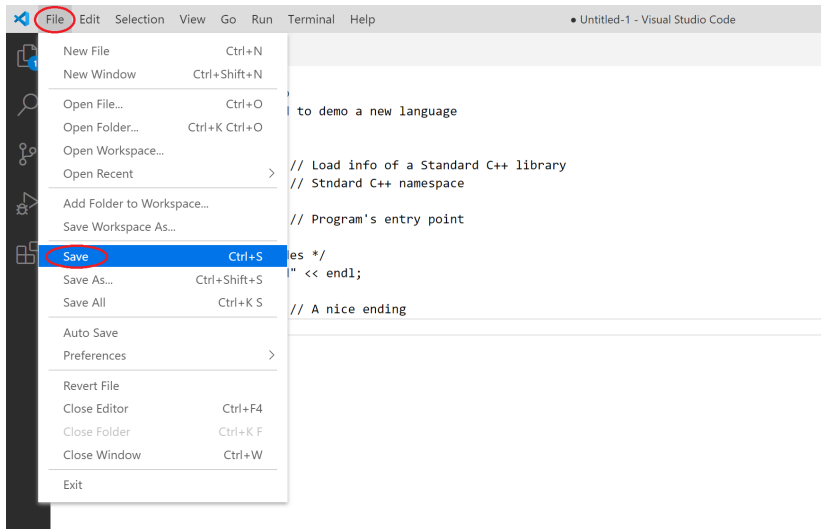 File Edit Selection View Go Run Terminal Help ● Untitled-1 - Visual Studio Code
New File Ctrl+N
New Window Ctrl+Shift+N
1
Open File... Ctrl+O
to demo a new language
Open Folder... Ctrl+K Ctrl+O
Open Workspace...
Open Recent >
// Load info of a Standard C++ library
// Stndard C++ namespace
Add Folder to Workspace...
Save Workspace As...
// Program's entry point
Save Ctrl+S
les */
Save As... Ctrl+Shift+S
" << endl;
Save All Ctrl+K S
// A nice ending
Auto Save
Preferences >
Revert File
Close Editor Ctrl+F4
Close Folder Ctrl+K F
Close Window Ctrl+W
Exit